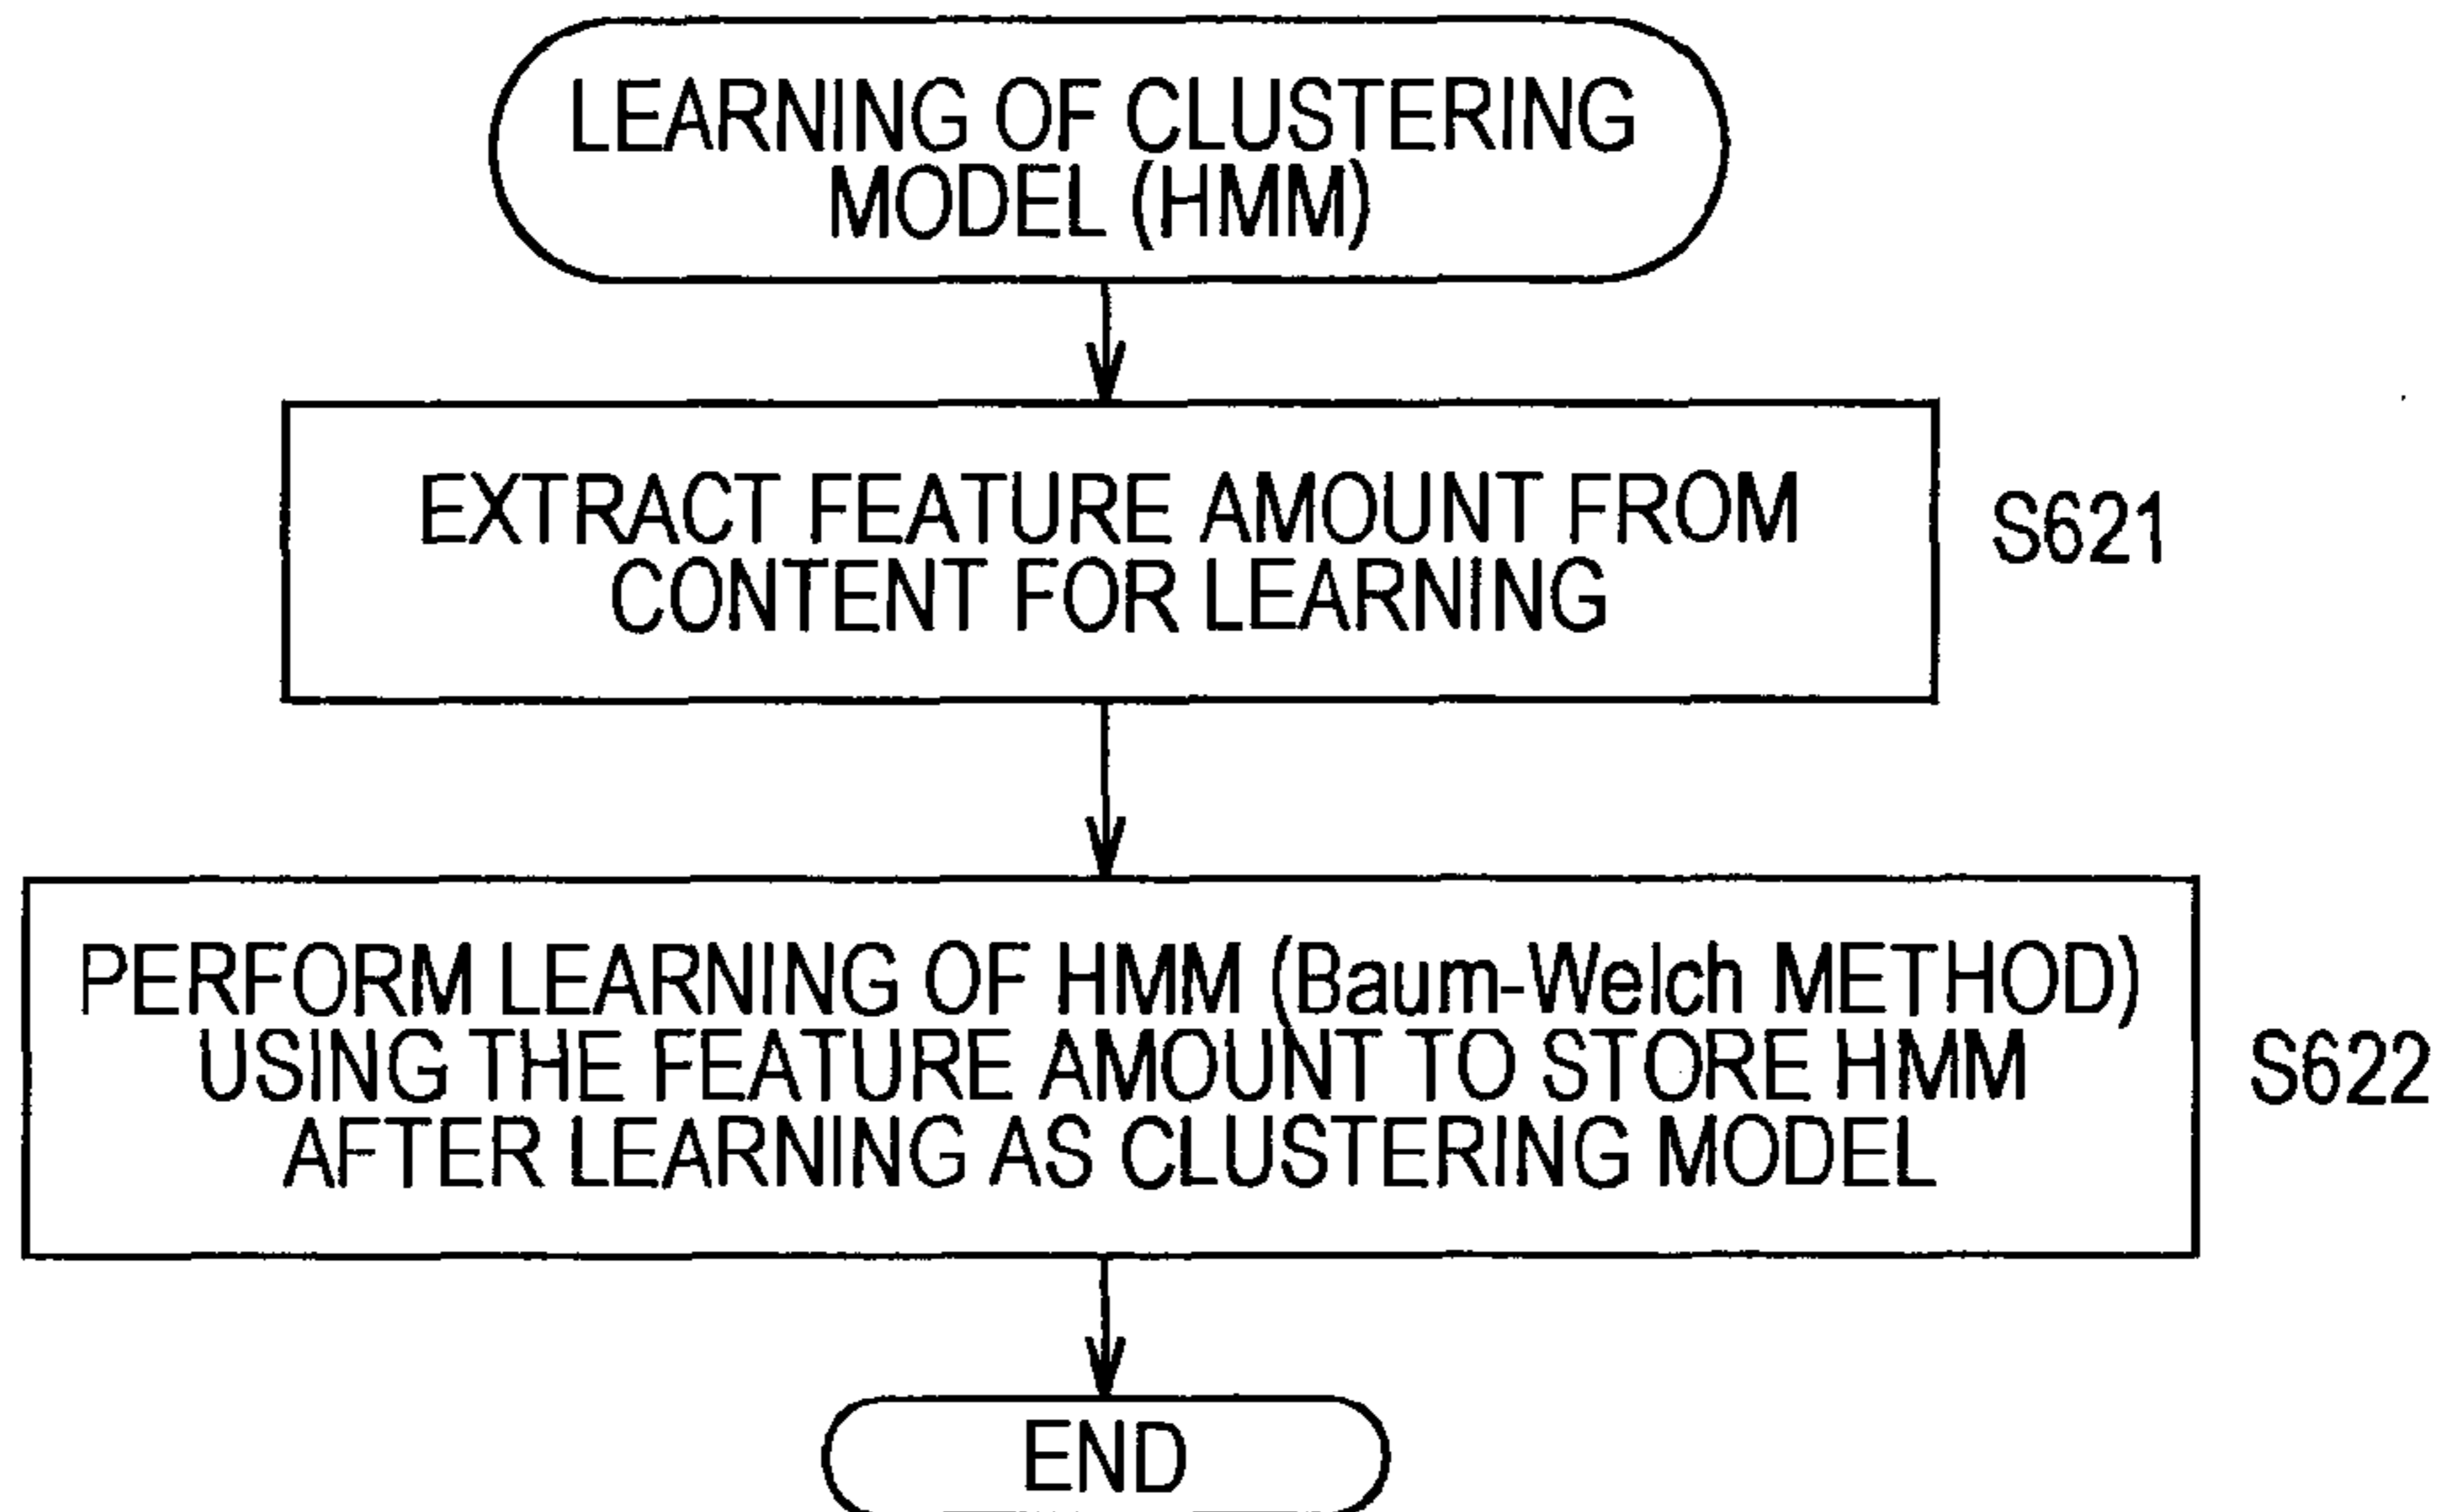 LEARNING OF CLUSTERING
MODEL (HMM)
EXTRACT FEATURE AMOUNT FROM
CONTENT FOR LEARNING
S621
PERFORM LEARNING OF HMM (Baum-Welch METHOD)
USING THE FEATURE AMOUNT TO STORE HMM
AFTER LEARNING AS CLUSTERING MODEL
S622
END